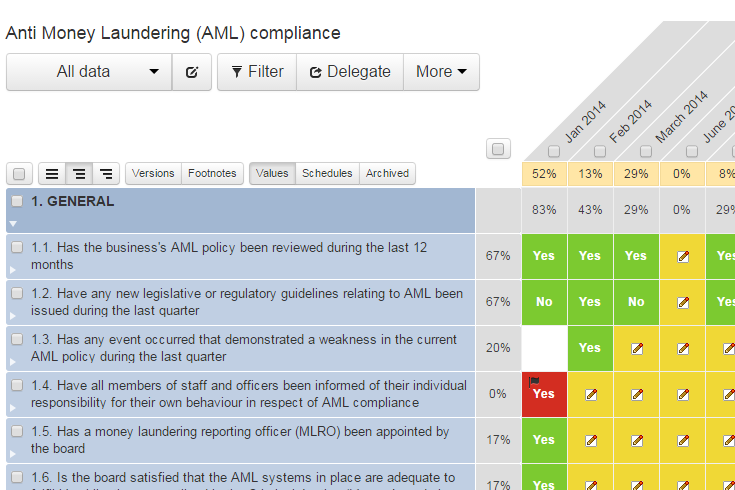 Anti Money Laundering (AML) compliance
All data Filter Delegate More
Jan 2014 Feb 2014 March 2014 June
Versions Footnotes Values Schedules Archived 52% 13% 29% 0% 8%
1. GENERAL 83% 43% 29% 0% 29%
1.1. Has the business's AML policy been reviewed during the last 12
months
67% Yes Yes Yes Yes
1.2. Have any new legislative or regulatory guidelines relating to AML been
issued during the last quarter
67% No Yes No Yes
1.3. Has any event occurred that demonstrated a weakness in the current
AML policy during the last quarter
20% Yes
1.4. Have all members of staff and officers been informed of their individual
responsibility for their own behaviour in respect of AML compliance
0% Yes
1.5. Has a money laundering reporting officer (MLRO) been appointed by
the board
17% Yes
1.6. Is the board satisfied that the AML systems in place are adequate to
17% Yes